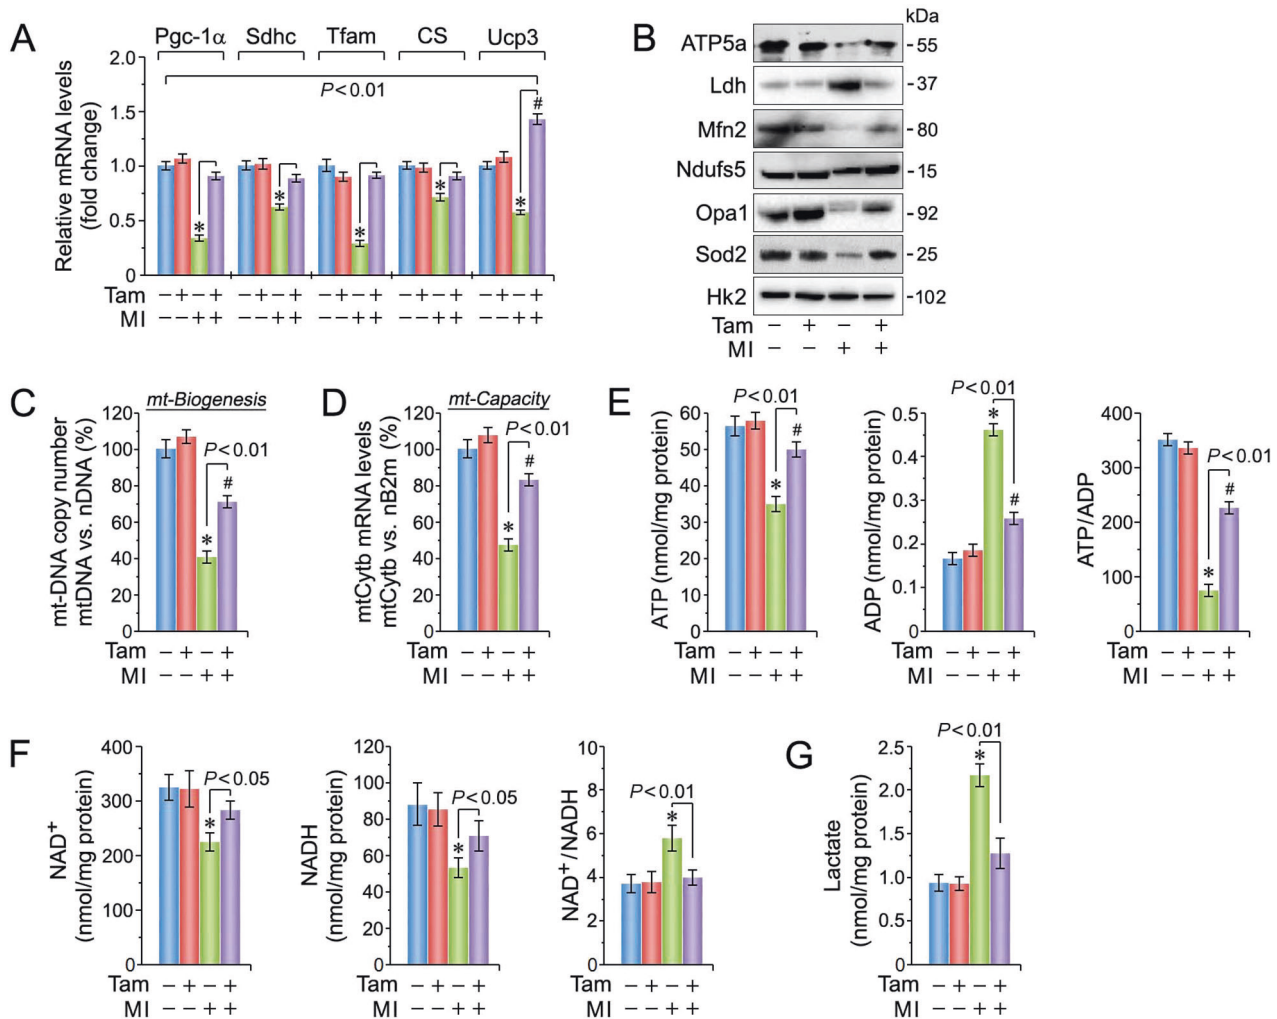 A
Pgc-1α Sdhc Tfam CS Ucp3
Relative mRNA levels
(fold change)
2.0
1.5
1.0
0.5
0
P<0.01
* * * * * #
Tam − + − + − + − + − + − + − + − + − + − +
MI − − + + − − + + − − + + − − + + − − + +
B
kDa
ATP5a -55
Ldh -37
Mfn2 -80
Ndufs5 -15
Opa1 -92
Sod2 -25
Hk2 -102
Tam − + − +
MI − − + +
C
mt-Biogenesis
mt-DNA copy number
mtDNA vs. nDNA (%)
120
100
80
60
40
20
0
P<0.01
* #
Tam − + − +
MI − − + +
D
mt-Capacity
mtCytb mRNA levels
mtCytb vs. nB2m (%)
120
100
80
60
40
20
0
P<0.01
* #
Tam − + − +
MI − − + +
E
ATP (nmol/mg protein)
60
50
40
30
20
10
0
P<0.01
* #
Tam − + − +
MI − − + +
ADP (nmol/mg protein)
0.5
0.4
0.3
0.2
0.1
0
P<0.01
* #
Tam − + − +
MI − − + +
ATP/ADP
400
300
200
100
0
P<0.01
* #
Tam − + − +
MI − − + +
F
NAD+
(nmol/mg protein)
400
300
200
100
0
P<0.05
*
Tam − + − +
MI − − + +
NADH
(nmol/mg protein)
120
100
80
60
40
20
0
P<0.05
*
Tam − + − +
MI − − + +
NAD+/NADH
10
8
6
4
2
0
P<0.01
*
Tam − + − +
MI − − + +
G
Lactate
(nmol/mg protein)
2.5
2.0
1.5
1.0
0.5
0
P<0.01
*
Tam − + − +
MI − − + +